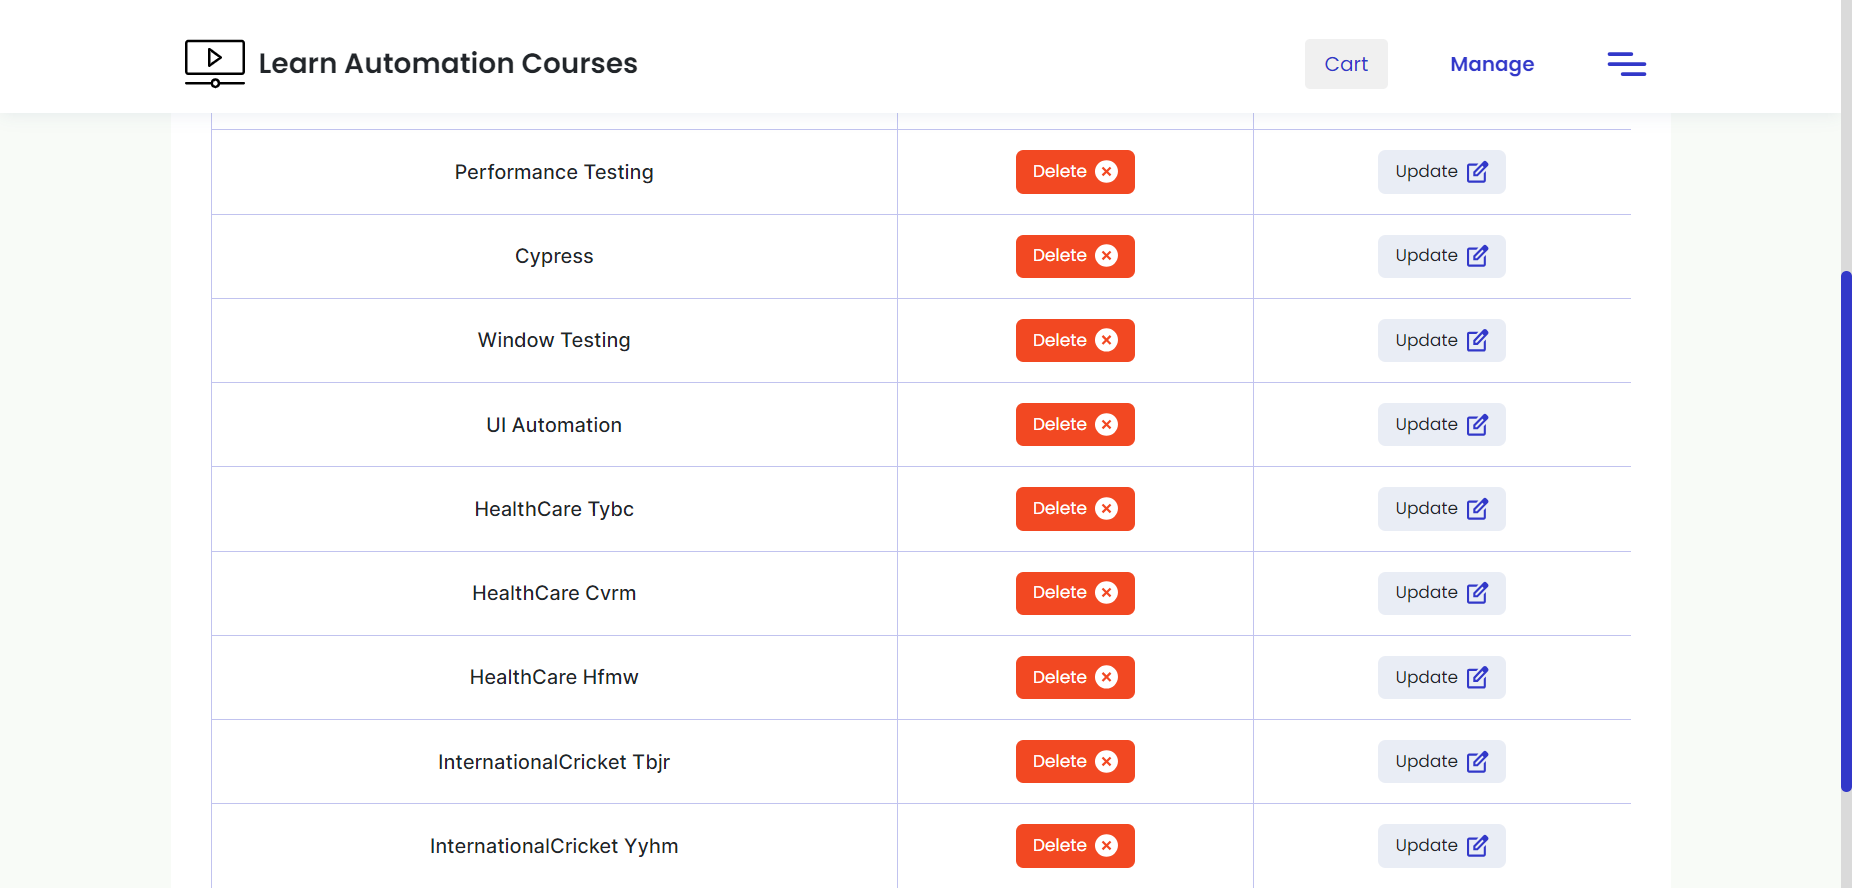 Learn Automation Courses
Cart
Manage
Performance Testing Delete Update
Cypress Delete Update
Window Testing Delete Update
UI Automation Delete Update
HealthCare Tybc Delete Update
HealthCare Cvrm Delete Update
HealthCare Hfmw Delete Update
InternationalCricket Tbjr Delete Update
InternationalCricket Yyhm Delete Update